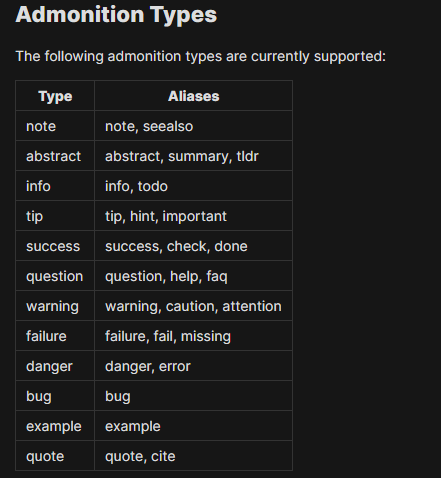 Admonition Types
The following admonition types are currently supported:
Type Aliases
note note, seealso
abstract abstract, summary, tldr
info info, todo
tip tip, hint, important
success success, check, done
question question, help, faq
warning warning, caution, attention
failure failure, fail, missing
danger danger, error
bug bug
example example
quote quote, cite